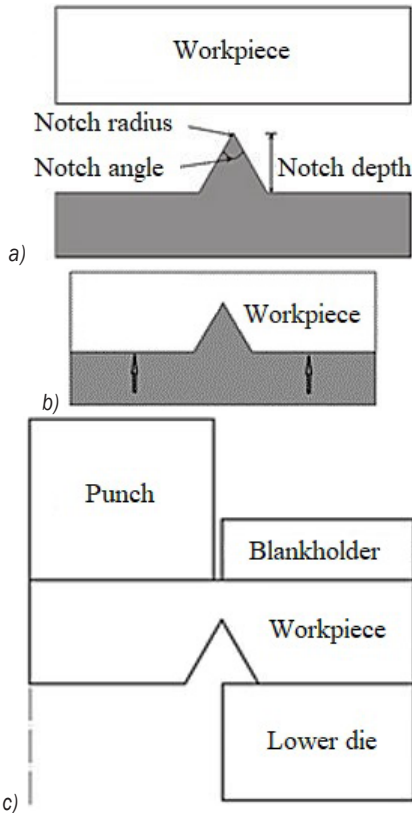 Workpiece
Notch radius
Notch angle
Notch depth
a)
Workpiece
b)
Punch
Blankholder
Workpiece
Lower die
c)